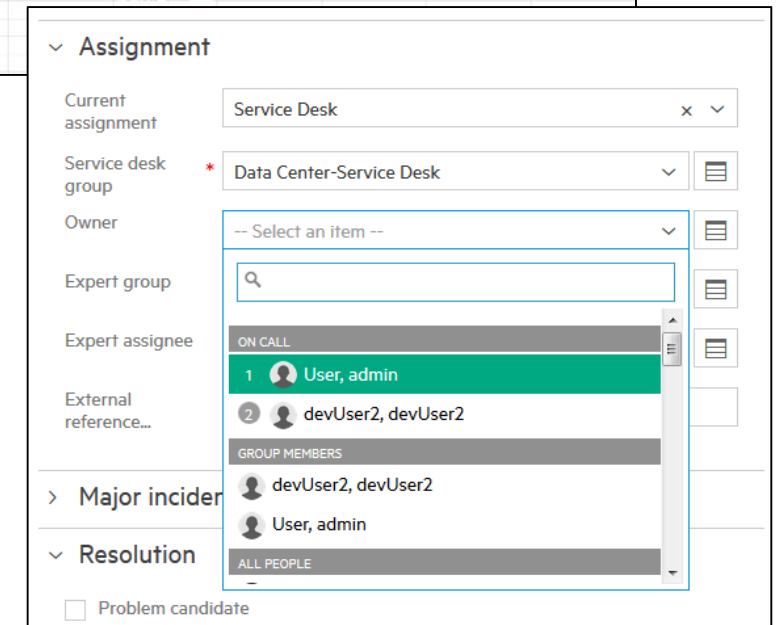 Assignment
Current
assignment
Service Desk
Service desk
group
*
Data Center-Service Desk
Owner
-- Select an item --
Expert group
Expert assignee
ON CALL
1 User, admin
2 devUser2, devUser2
External
reference...
GROUP MEMBERS
devUser2, devUser2
User, admin
ALL PEOPLE
Major inciden
Resolution
Problem candidate